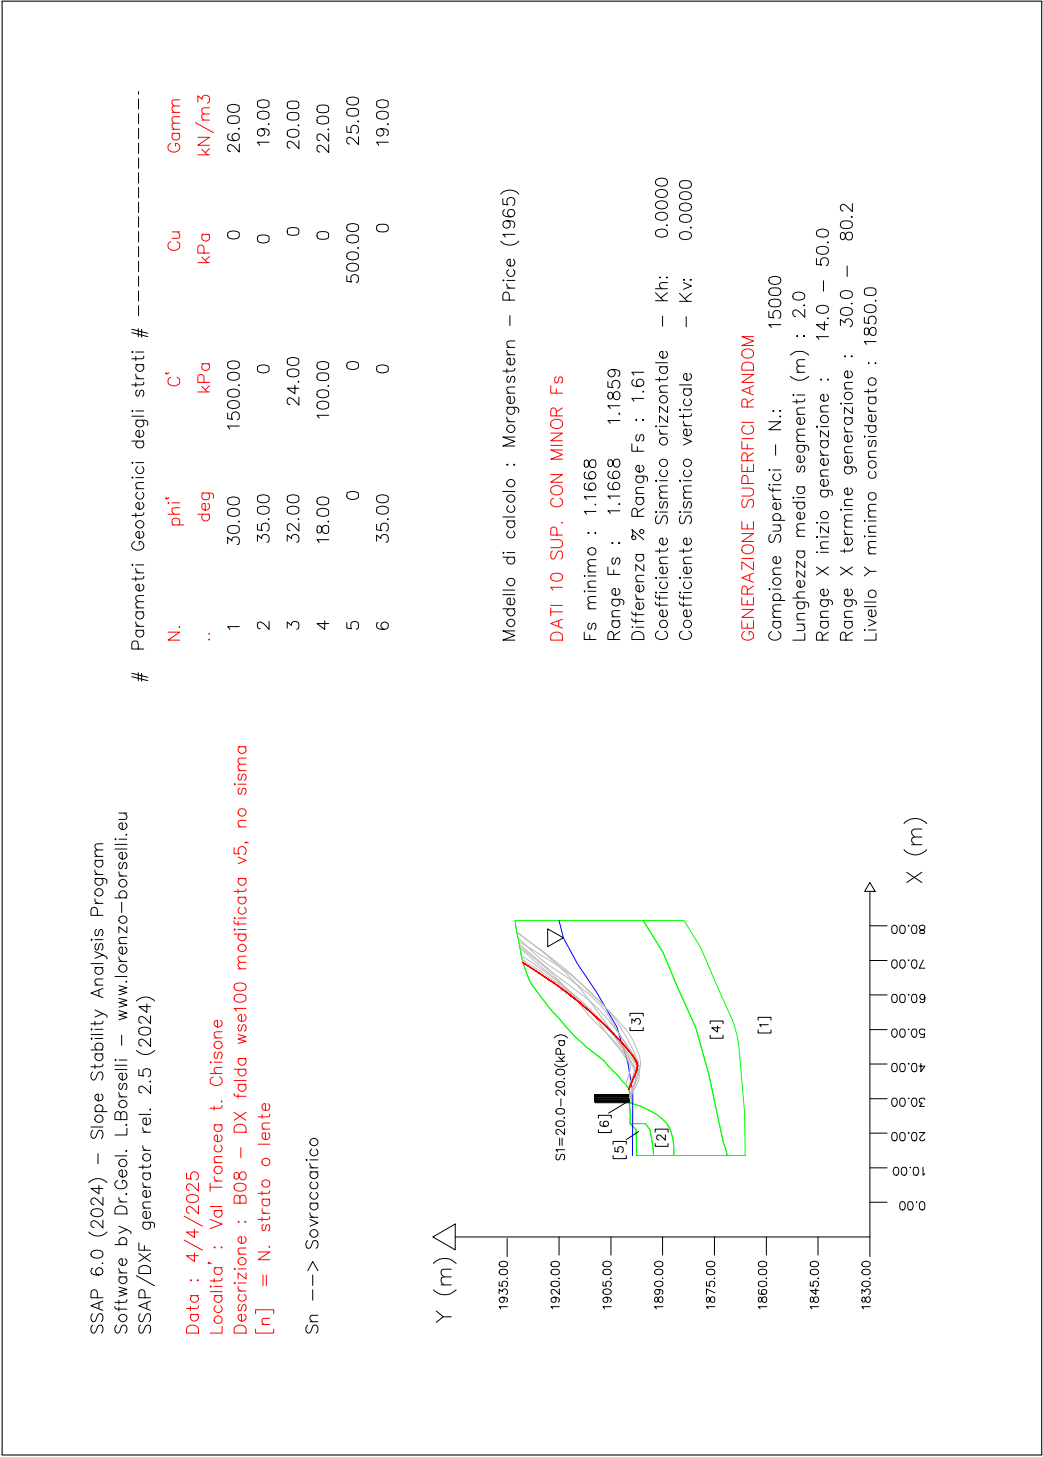 SSAP 6.0 (2024) – Slope Stability Analysis Program
Software by Dr.Geol. L.Borselli – www.lorenzo–borselli.eu
SSAP/DXF generator rel. 2.5 (2024)
Data : 4/4/2025
Localita' : Val Troncea t. Chisone
Descrizione : B08 – DX falda wse100 modificata v5, no sisma
[n] = N. strato o lente
Sn ––> Sovraccarico
# Parametri Geotecnici degli strati # –––––––––––––––––––––
N. phi' C' Cu Gamm
.. deg kPa kPa kN/m3
1 30.00 1500.00 0 26.00
2 35.00 0 0 19.00
3 32.00 24.00 0 20.00
4 18.00 100.00 0 22.00
5 0 0 500.00 25.00
6 35.00 0 0 19.00
Modello di calcolo : Morgenstern – Price (1965)
DATI 10 SUP. CON MINOR Fs
Fs minimo : 1.1668
Range Fs : 1.1668 1.1859
Differenza % Range Fs : 1.61
Coefficiente Sismico orizzontale – Kh: 0.0000
Coefficiente Sismico verticale – Kv: 0.0000
GENERAZIONE SUPERFICI RANDOM
Campione Superfici – N.: 15000
Lunghezza media segmenti (m) : 2.0
Range X inizio generazione : 14.0 – 50.0
Range X termine generazione : 30.0 – 80.2
Livello Y minimo considerato : 1850.0
Y (m)
1935.00
1920.00
1905.00
1890.00
1875.00
1860.00
1845.00
1830.00
S1=20.0–20.0(kPa)
[6]
[5]
[2]
[3]
[4]
[1]
0.00
10.00
20.00
30.00
40.00
50.00
60.00
70.00
80.00
X (m)